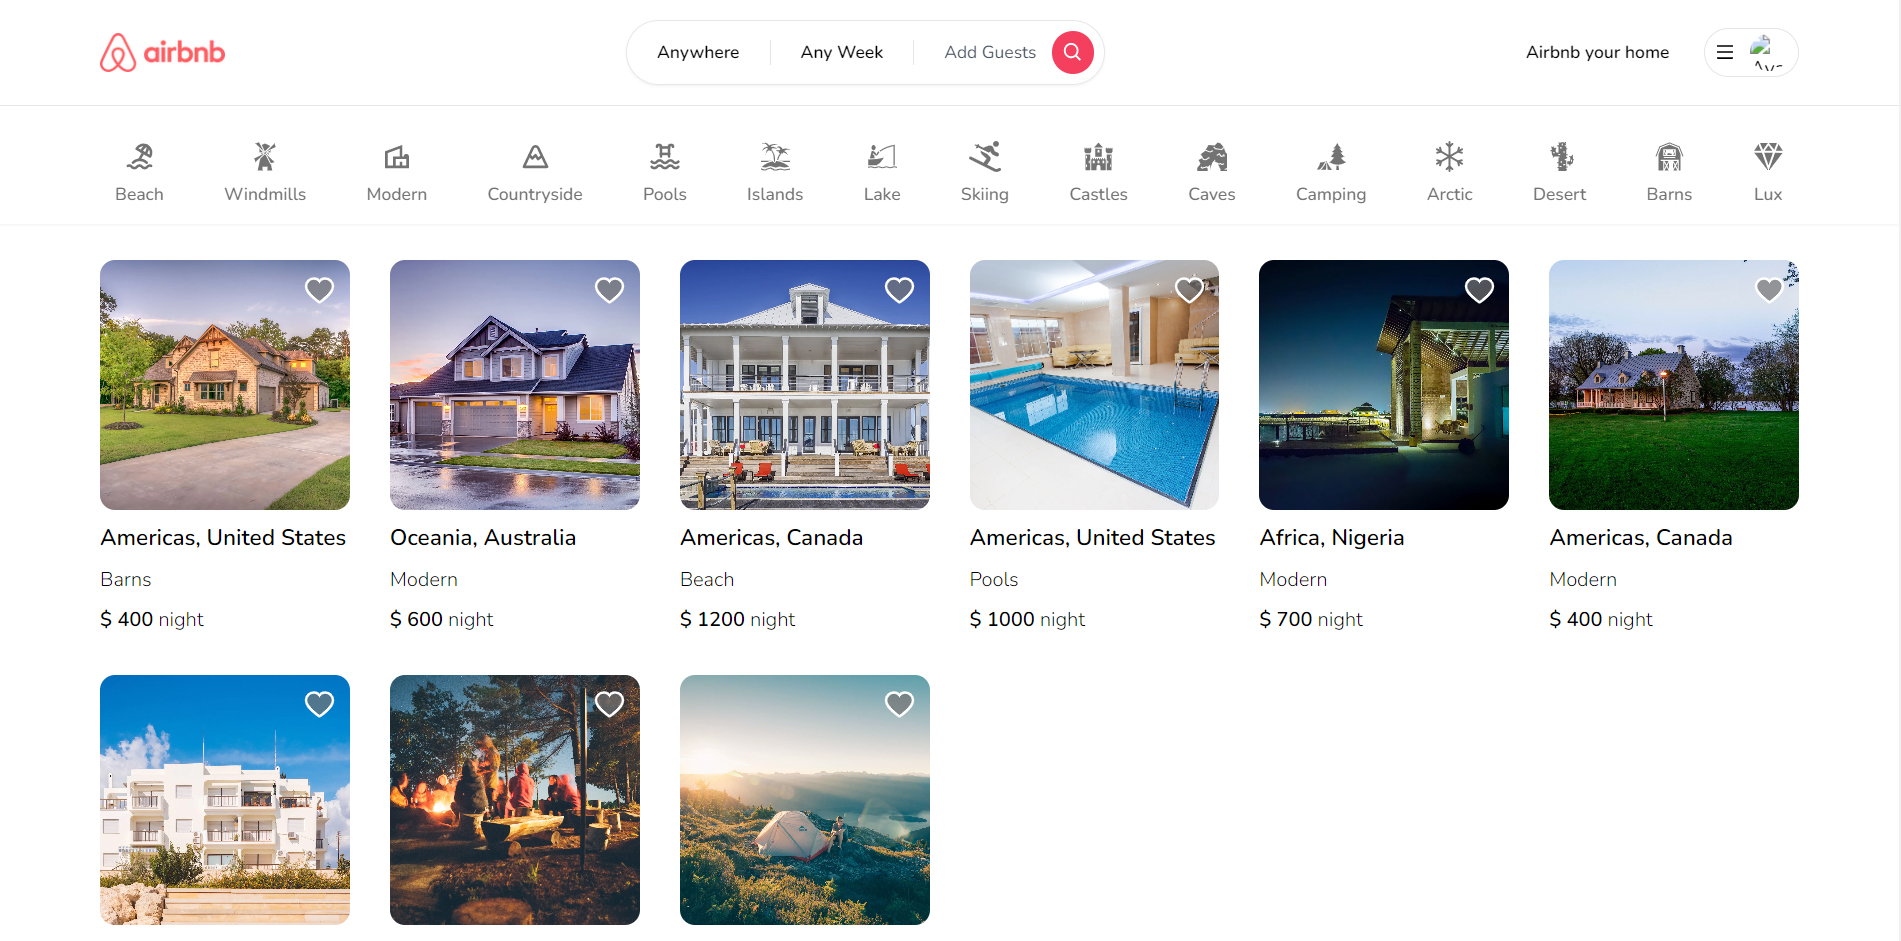 airbnb
Anywhere
Any Week
Add Guests
Airbnb your home
Beach
Windmills
Modern
Countryside
Pools
Islands
Lake
Skiing
Castles
Caves
Camping
Arctic
Desert
Barns
Lux
Americas, United States
Barns
$ 400 night
Oceania, Australia
Modern
$ 600 night
Americas, Canada
Beach
$ 1200 night
Americas, United States
Pools
$ 1000 night
Africa, Nigeria
Modern
$ 700 night
Americas, Canada
Modern
$ 400 night